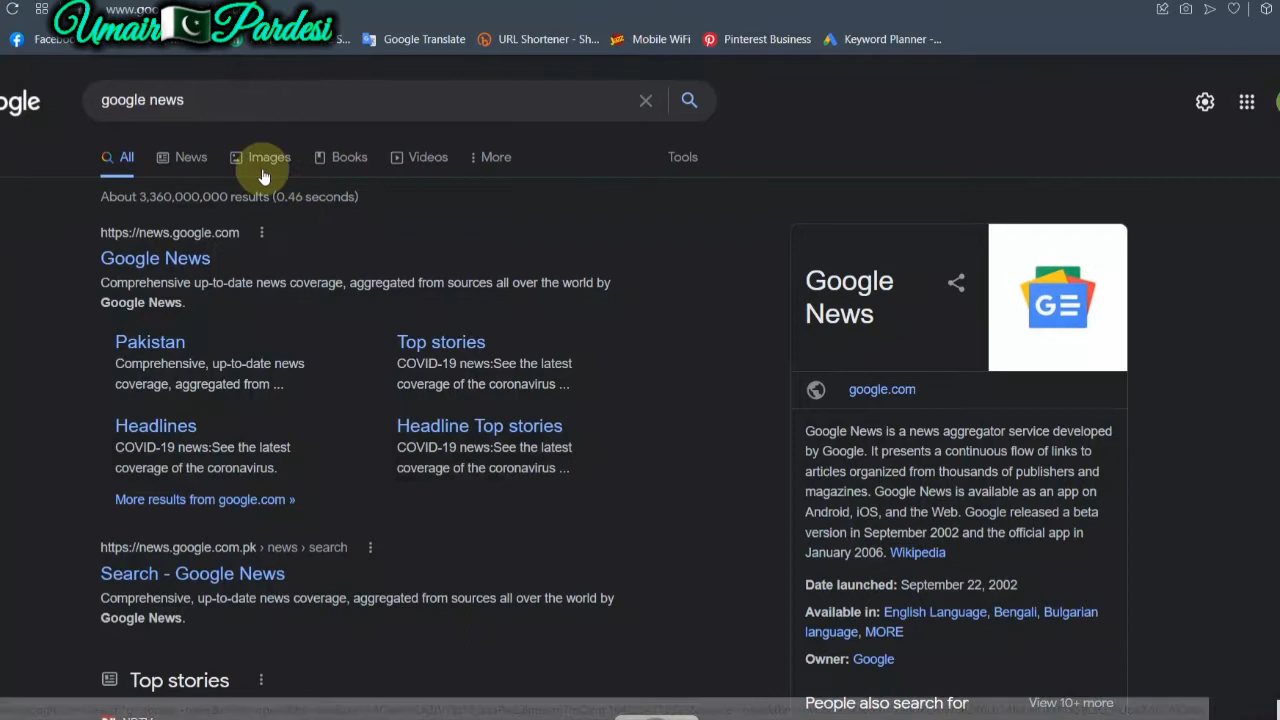 www.goo
Umair Pardesi
Facebo
S...
Google Translate
URL Shortener - Sh...
Mobile WiFi
Pinterest Business
Keyword Planner -...
ogle
google news
All
News
Images
Books
Videos
More
Tools
About 3,360,000,000 results (0.46 seconds)
https://news.google.com
Google News
Comprehensive up-to-date news coverage, aggregated from sources all over the world by
Google News.
Pakistan
Comprehensive, up-to-date news
coverage, aggregated from ...
Top stories
COVID-19 news:See the latest
coverage of the coronavirus ...
Headlines
COVID-19 news:See the latest
coverage of the coronavirus.
Headline Top stories
COVID-19 news:See the latest
coverage of the coronavirus ...
More results from google.com »
https://news.google.com.pk › news › search
Search - Google News
Comprehensive, up-to-date news coverage, aggregated from sources all over the world by
Google News.
Top stories
NDTV
Google
News
GE
google.com
Google News is a news aggregator service developed
by Google. It presents a continuous flow of links to
articles organized from thousands of publishers and
magazines. Google News is available as an app on
Android, iOS, and the Web. Google released a beta
version in September 2002 and the official app in
January 2006. Wikipedia
Date launched: September 22, 2002
Available in: English Language, Bengali, Bulgarian
language, MORE
Owner: Google
People also search for
View 10+ more